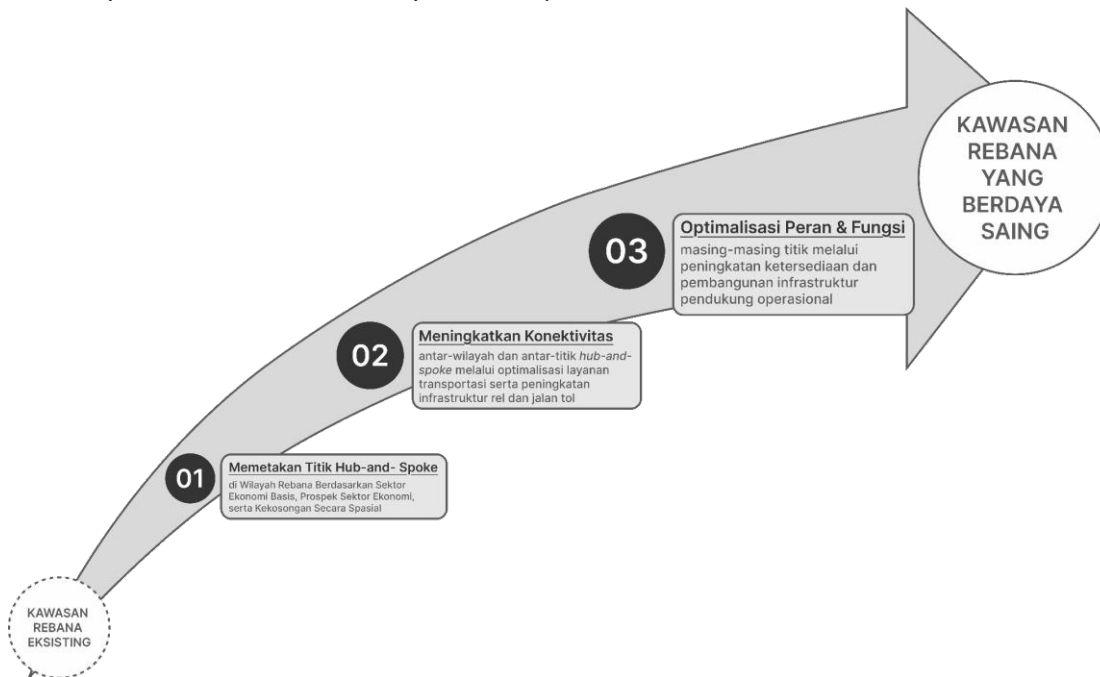 KAWASAN
REBANA
YANG
BERDAYA
SAING
03
Optimalisasi Peran & Fungsi
masing-masing titik melalui
peningkatan ketersediaan dan
pembangunan infrastruktur
pendukung operasional
02
Meningkatkan Konektivitas
antar-wilayah dan antar-titik hub-and-
spoke melalui optimalisasi layanan
transportasi serta peningkatan
infrastruktur rel dan jalan tol
01
Memetakan Titik Hub-and- Spoke
di Wilayah Rebana Berdasarkan Sektor
Ekonomi Basis, Prospek Sektor Ekonomi,
serta Kekosongan Secara Spasial
KAWASAN
REBANA
EKSISTING